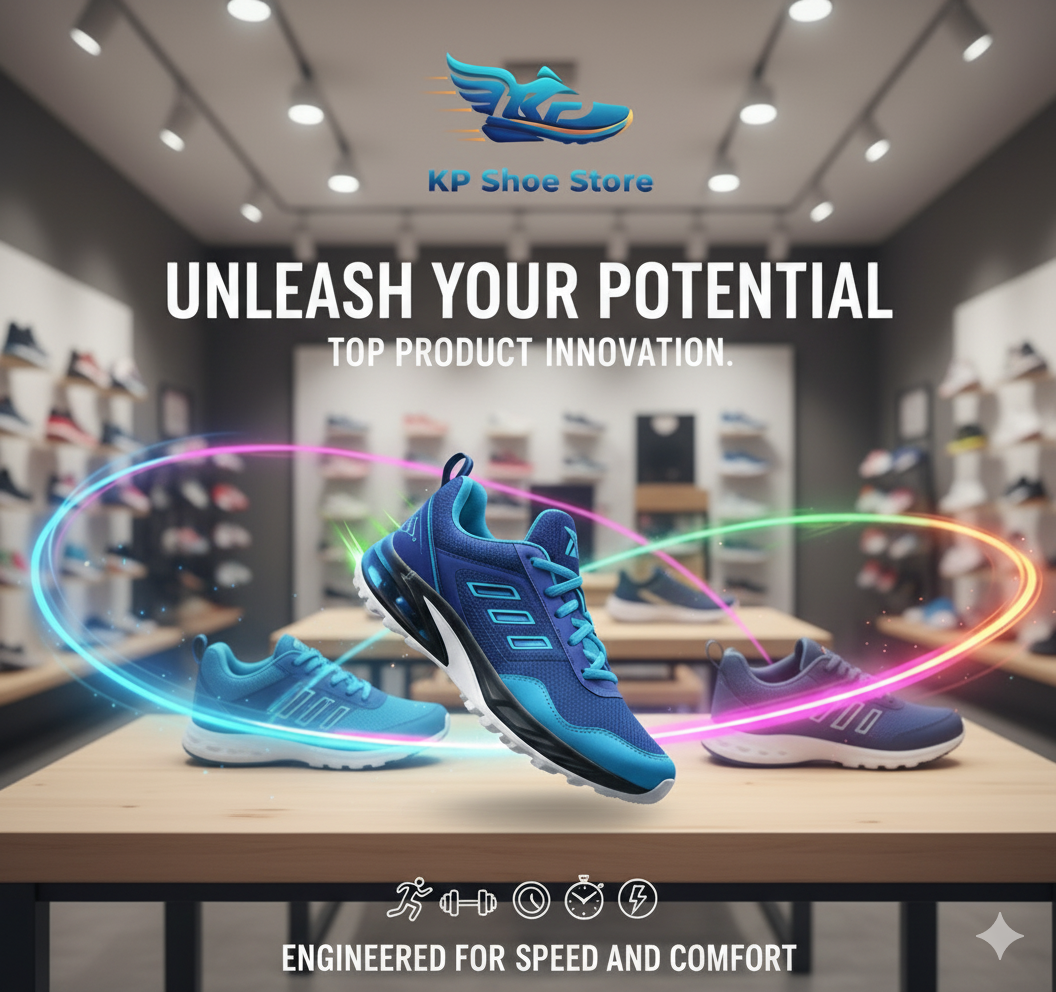 KP
KP Shoe Store
UNLEASH YOUR POTENTIAL
TOP PRODUCT INNOVATION.
ENGINEERED FOR SPEED AND COMFORT